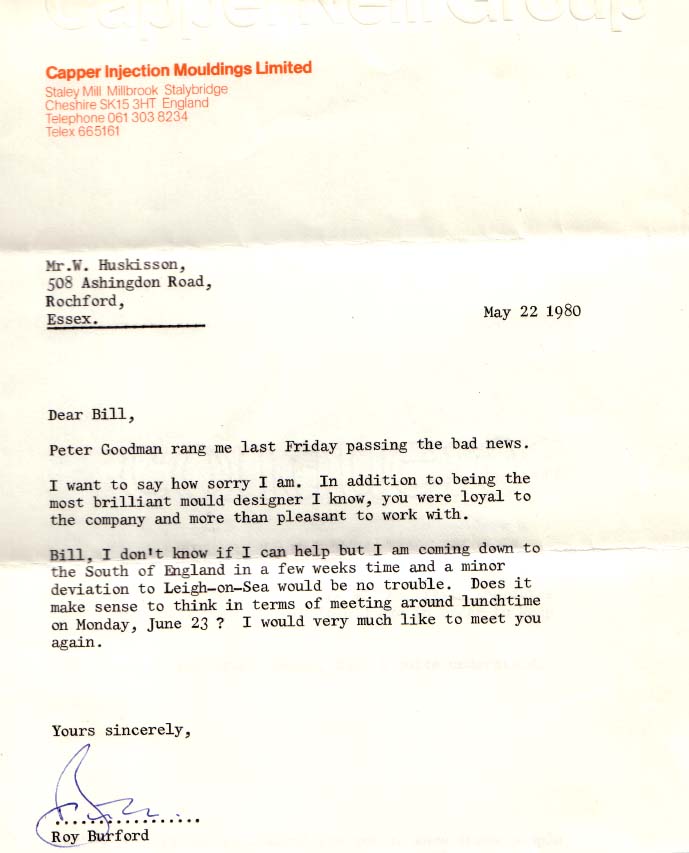 Capper Neill Group
Capper Injection Mouldings Limited
Staley Mill Millbrook Stalybridge
Cheshire SK15 3HT England
Telephone 061 303 8234
Telex 665161
Mr.W. Huskisson,
508 Ashingdon Road,
Rochford,
Essex.
May 22 1980
Dear Bill,
Peter Goodman rang me last Friday passing the bad news.
I want to say how sorry I am. In addition to being the
most brilliant mould designer I know, you were loyal to
the company and more than pleasant to work with.
Bill, I don't know if I can help but I am coming down to
the South of England in a few weeks time and a minor
deviation to Leigh-on-Sea would be no trouble. Does it
make sense to think in terms of meeting around lunchtime
on Monday, June 23 ? I would very much like to meet you
again.
Yours sincerely,
Roy Burford